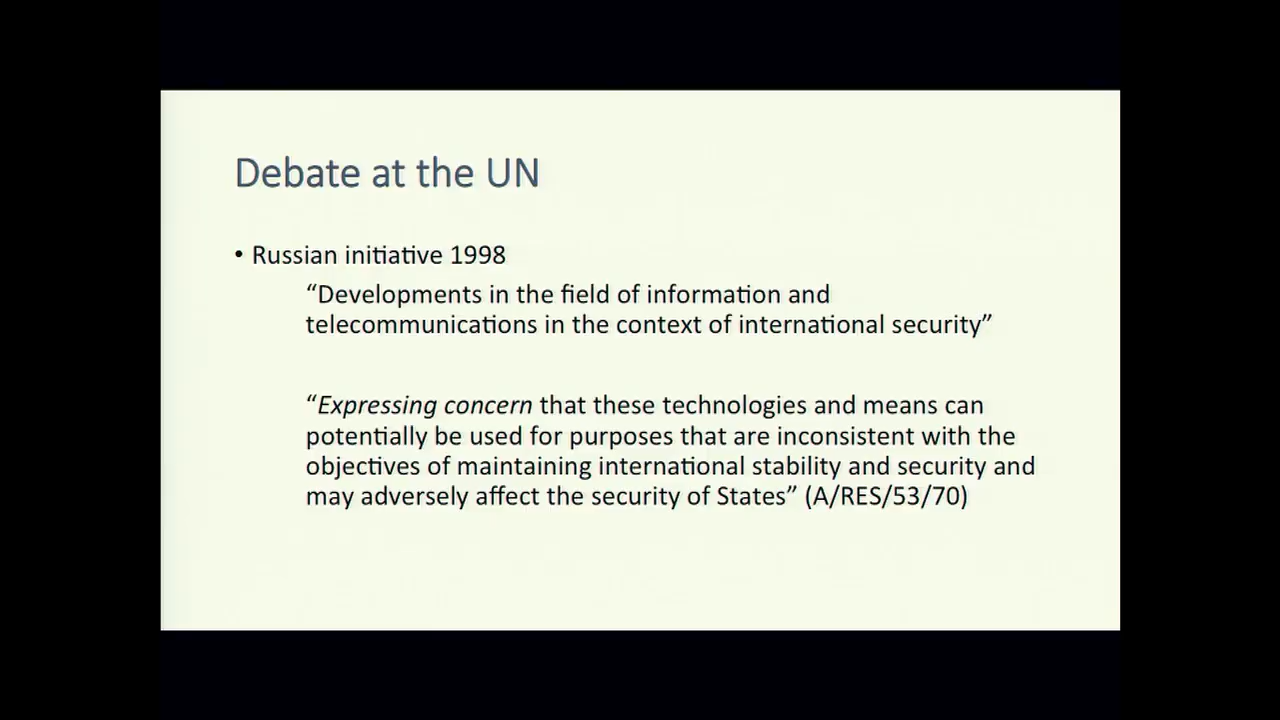 Debate at the UN
• Russian initiative 1998
“Developments in the field of information and
telecommunications in the context of international security”
“Expressing concern that these technologies and means can
potentially be used for purposes that are inconsistent with the
objectives of maintaining international stability and security and
may adversely affect the security of States” (A/RES/53/70)